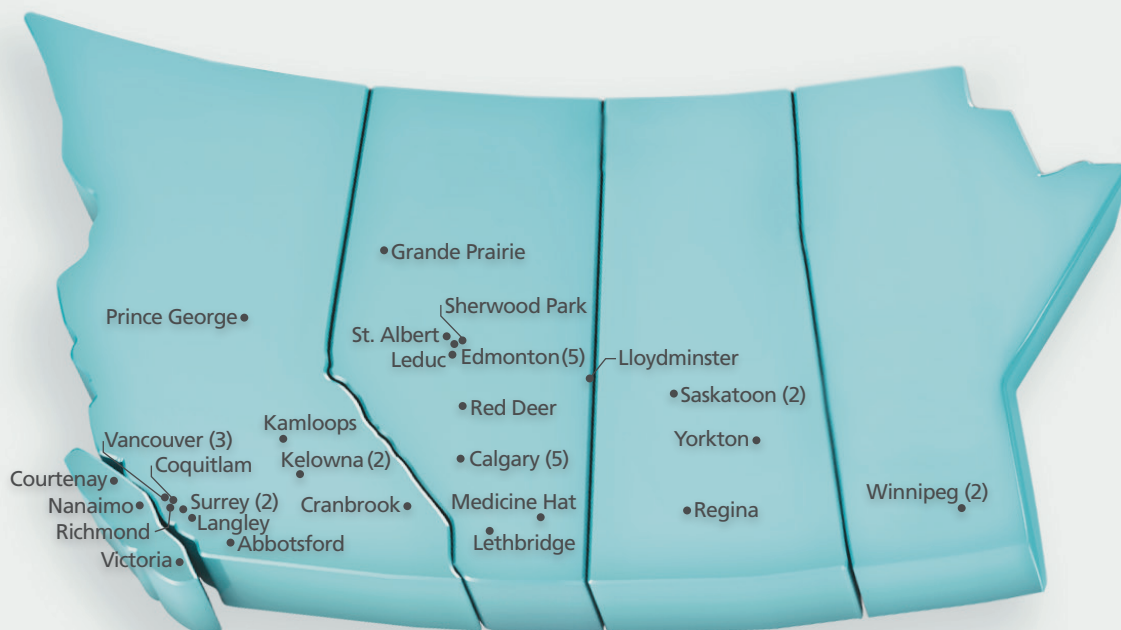 Grande Prairie
Sherwood Park
Prince George
St. Albert
Leduc
Edmonton (5)
Lloydminster
Saskatoon (2)
Red Deer
Kamloops
Yorkton
Vancouver (3)
Coquitlam
Kelowna (2)
Calgary (5)
Courtenay
Nanaimo
Surrey (2)
Cranbrook
Medicine Hat
Winnipeg (2)
Richmond
Langley
Regina
Abbotsford
Lethbridge
Victoria